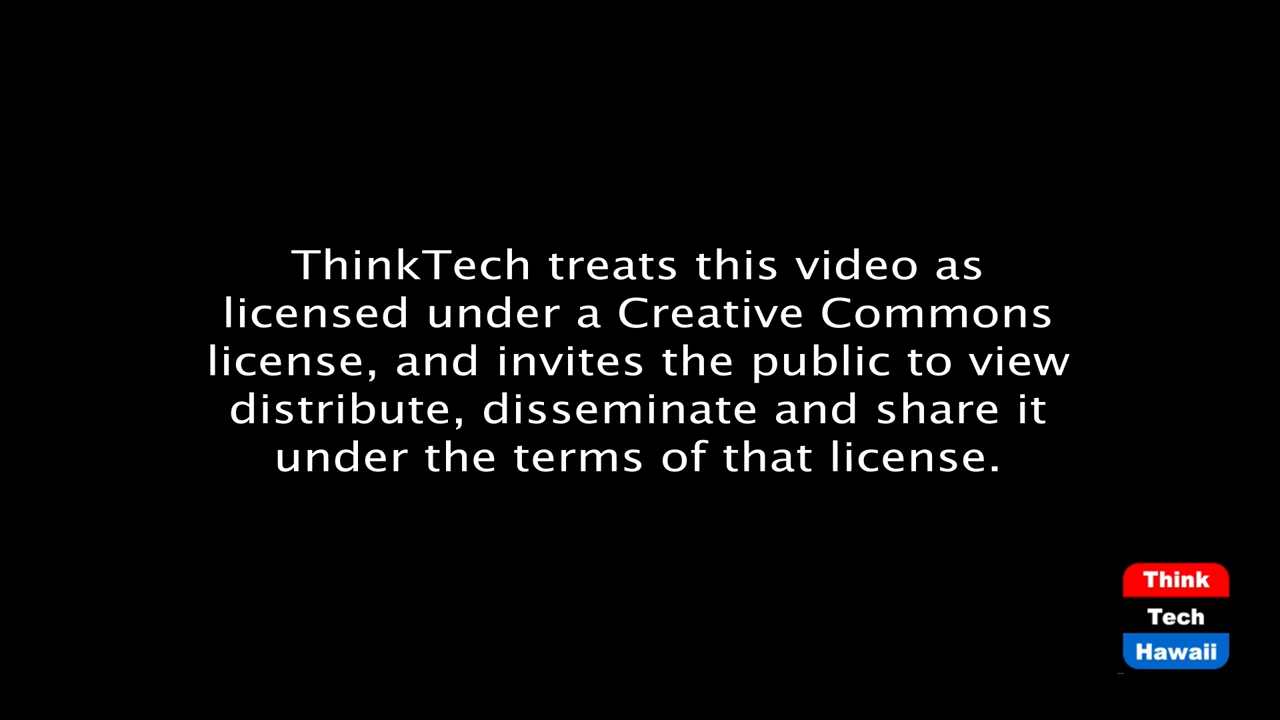 ThinkTech treats this video as
licensed under a Creative Commons
license, and invites the public to view
distribute, disseminate and share it
under the terms of that license.
Think
Tech
Hawaii